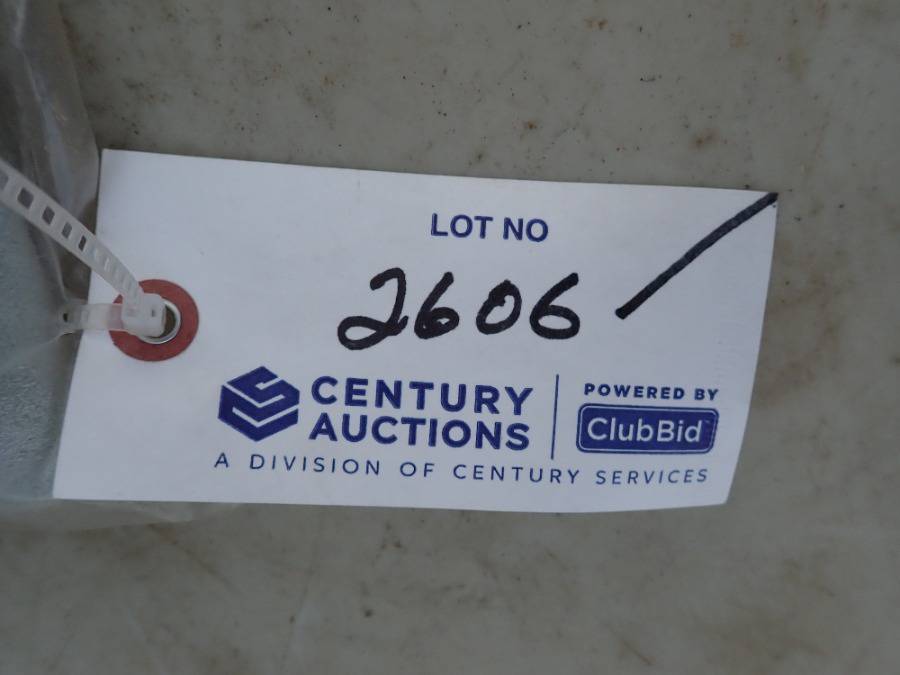 LOT NO
2606
CENTURY
AUCTIONS
A DIVISION OF CENTURY SERVICES
POWERED BY
ClubBid